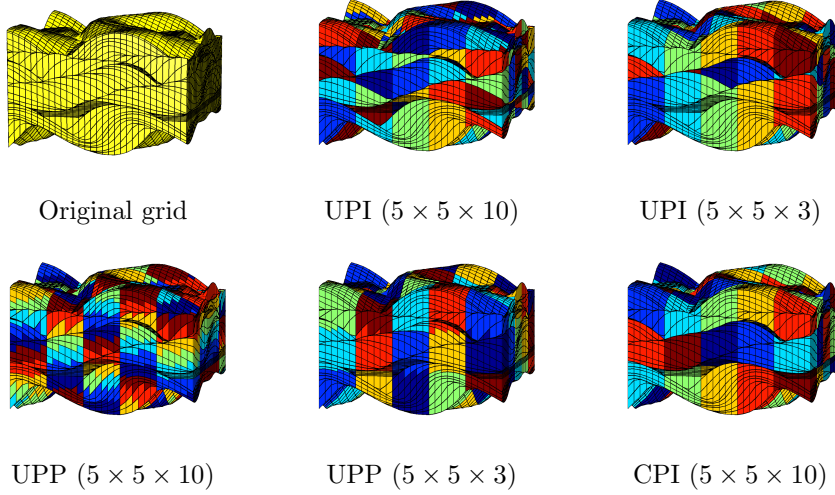 Original grid
UPI (5 × 5 × 10)
UPI (5 × 5 × 3)
UPP (5 × 5 × 10)
UPP (5 × 5 × 3)
CPI (5 × 5 × 10)